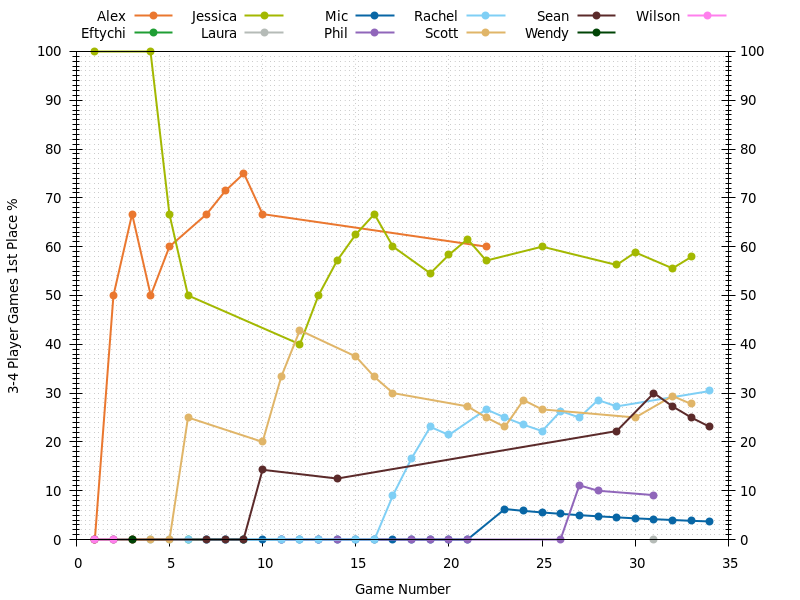 Alex Jessica Mic Rachel Sean Wilson
Eftychi Laura Phil Scott Wendy
100 100
90 90
80 80
70 70
60 60
50 50
40 40
30 30
20 20
10 10
0 0
0 5 10 15 20 25 30 35
3-4 Player Games 1st Place %
Game Number